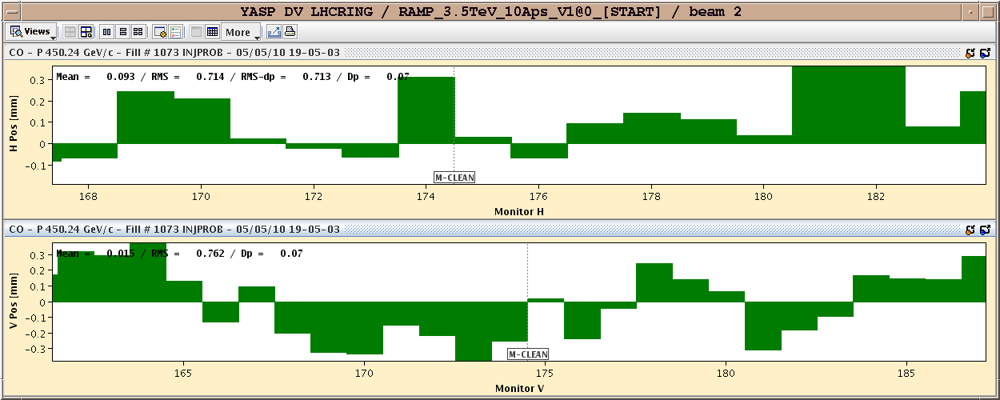 YASP DV LHCRING / RAMP_3.5TeV_10Aps_V1@0_[START] / beam 2
Views More
CO - P 450.24 GeV/c - Fill # 1073 INJPROB - 05/05/10 19-05-03
Mean = 0.093 / RMS = 0.714 / RMS-dp = 0.713 / Dp = 0.07
H Pos [mm]
0.3
0.2
0.1
0
-0.1
M-CLEAN
168 170 172 174 176 178 180 182
Monitor H
CO - P 450.24 GeV/c - Fill # 1073 INJPROB - 05/05/10 19-05-03
Mean = 0.015 / RMS = 0.762 / Dp = 0.07
V Pos [mm]
0.3
0.2
0.1
0
-0.1
-0.2
-0.3
M-CLEAN
165 170 175 180 185
Monitor V